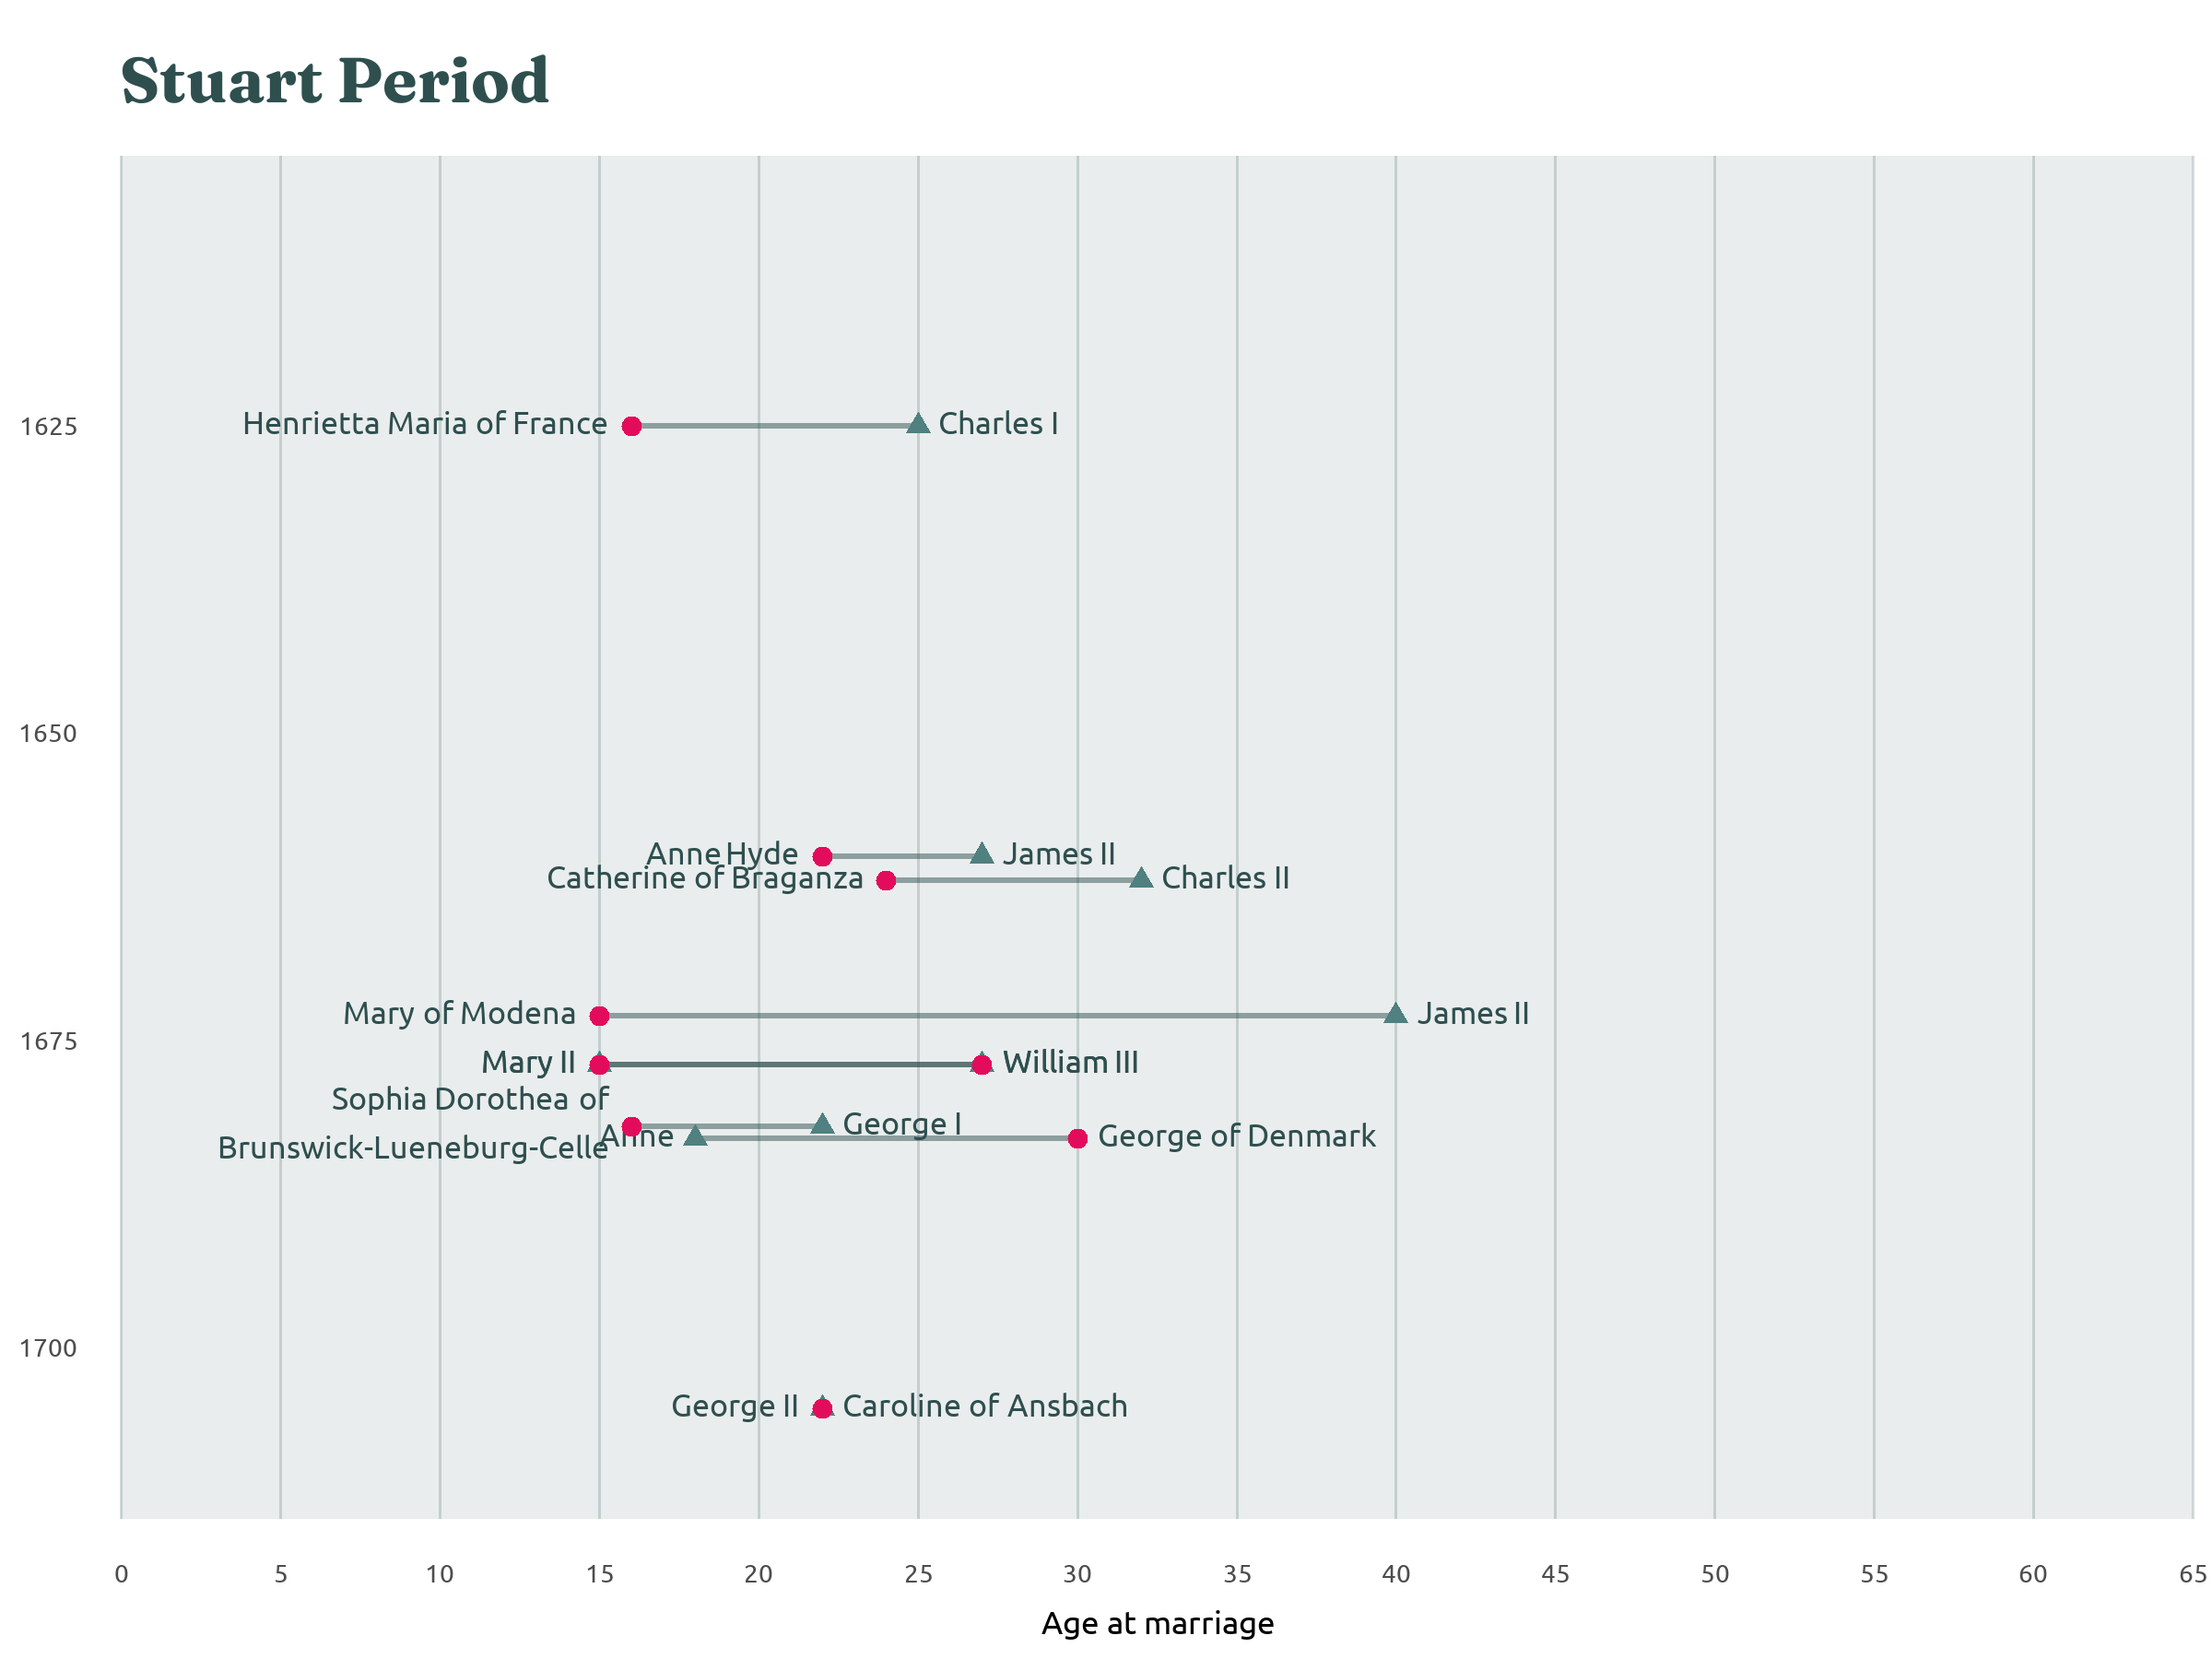 Stuart Period
1625
Henrietta Maria of France
Charles I
1650
Anne Hyde
James II
Catherine of Braganza
Charles II
Mary of Modena
James II
1675
Mary II
William III
Sophia Dorothea of
Brunswick-Lueneburg-Celle
George I
Anne
George of Denmark
1700
George II
Caroline of Ansbach
0 5 10 15 20 25 30 35 40 45 50 55 60 65
Age at marriage